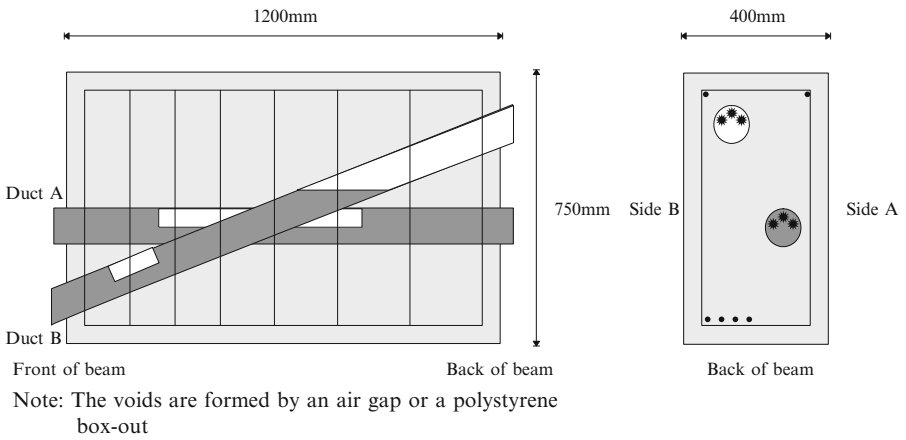 1200mm
400mm
Duct A
750mm
Side B
Side A
Duct B
Front of beam
Back of beam
Back of beam
Note: The voids are formed by an air gap or a polystyrene
box-out